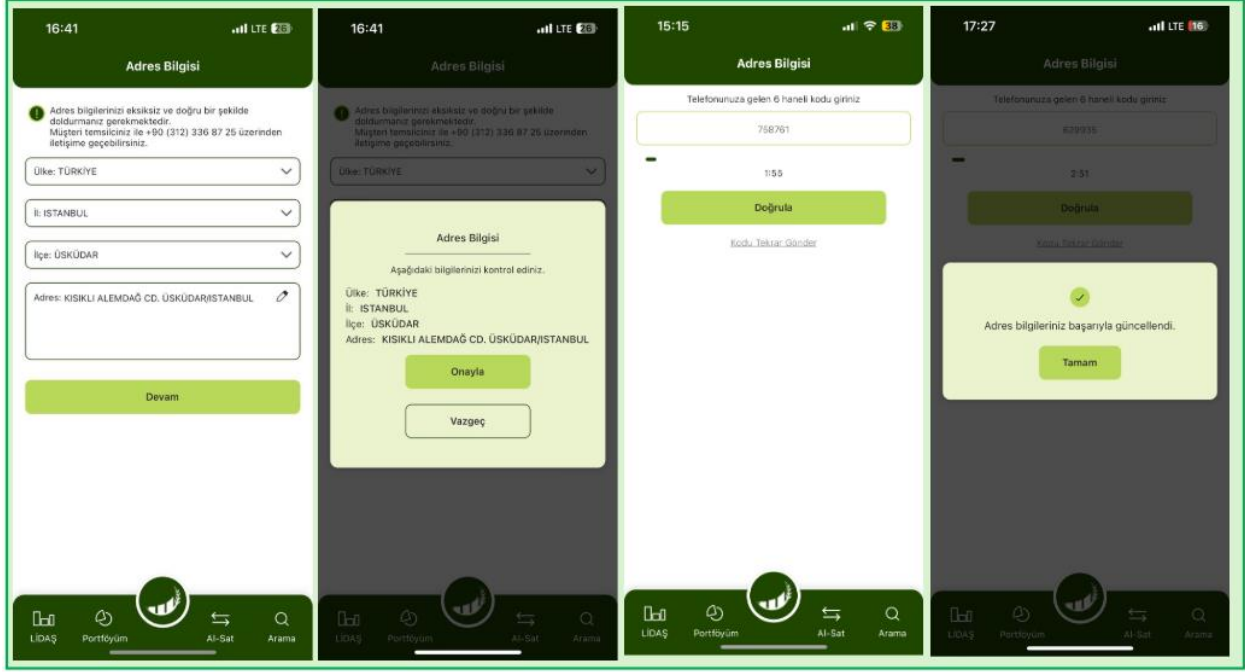 16:41
LTE 26
Adres Bilgisi
Adres bilgilerinizi eksiksiz ve doğru bir şekilde
doldurmanız gerekmektedir.
Müşteri temsilciniz ile +90 (312) 336 87 25 üzerinden
iletişime geçebilirsiniz.
Ülke: TÜRKİYE
İl: ISTANBUL
İlçe: ÜSKÜDAR
Adres: KISIKLI ALEMDAĞ CD. ÜSKÜDAR/ISTANBUL
Devam
LİDAŞ Portföyüm Al-Sat Arama
16:41
LTE 26
Adres Bilgisi
Adres bilgilerinizi eksiksiz ve doğru bir şekilde
doldurmanız gerekmektedir.
Müşteri temsilciniz ile +90 (312) 336 87 25 üzerinden
iletişime geçebilirsiniz.
Ülke: TÜRKİYE
Adres Bilgisi
Aşağıdaki bilgilerinizi kontrol ediniz.
Ülke: TÜRKİYE
İl: ISTANBUL
İlçe: ÜSKÜDAR
Adres: KISIKLI ALEMDAĞ CD. ÜSKÜDAR/ISTANBUL
Onayla
Vazgeç
LİDAŞ Portföyüm Al-Sat Arama
15:15
38
Adres Bilgisi
Telefonunuza gelen 6 haneli kodu giriniz
758761
1:55
Doğrula
Kodu Tekrar Gönder
LİDAŞ Portföyüm Al-Sat Arama
17:27
LTE 16
Adres Bilgisi
Telefonunuza gelen 6 haneli kodu giriniz
2:51
Doğrula
Kodu Tekrar Gönder
Adres bilgileriniz başarıyla güncellendi.
Tamam
LİDAŞ Portföyüm Al-Sat Arama